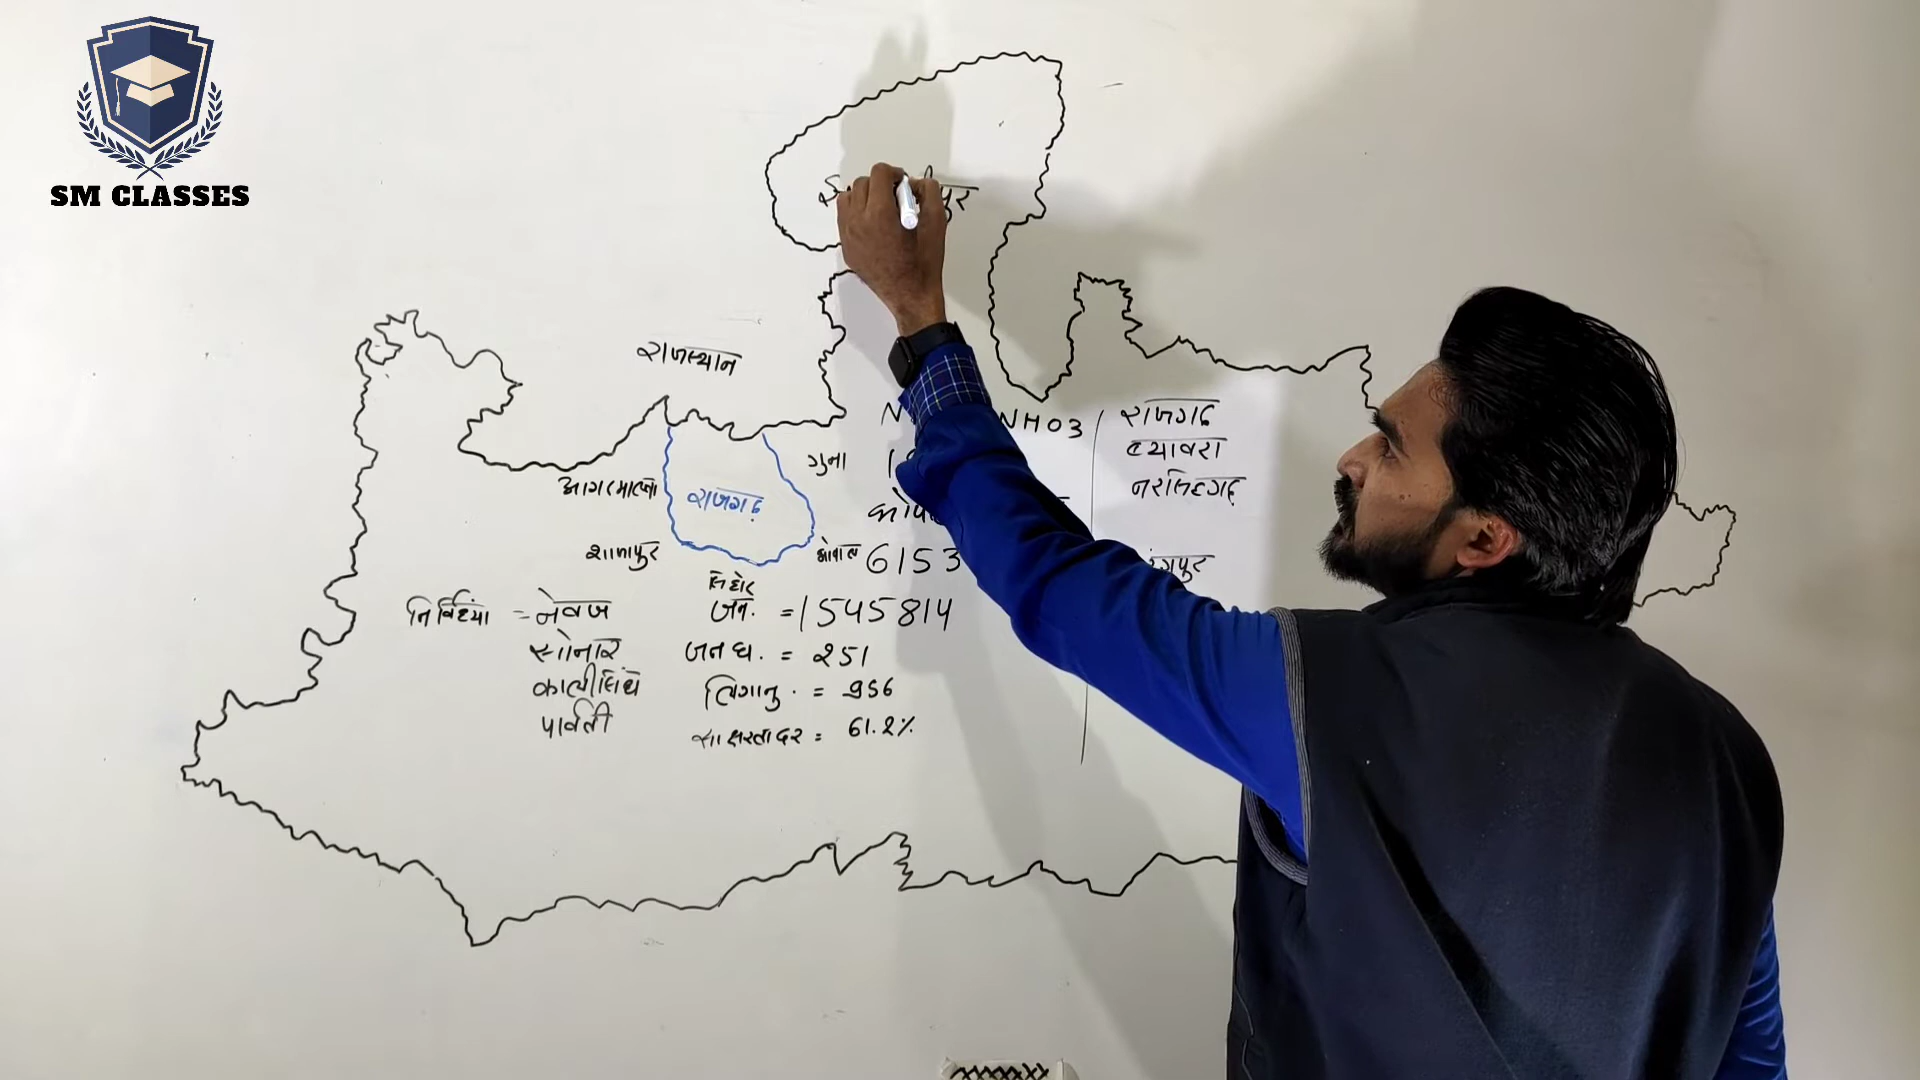 SM CLASSES
राजस्थान
NH03
राजगढ
ब्यावरा
नरसिंहगढ़
गुना
आगरमालवा
राजगढ़
शाजापुर
भोपाल
6153
सिहोर
नदियां = नेवज
सोनार
कालीसिंध
पार्वती
जन. = 1545814
जन घ. = 251
लिंगानु. = 956
साक्षरता दर = 61.2%